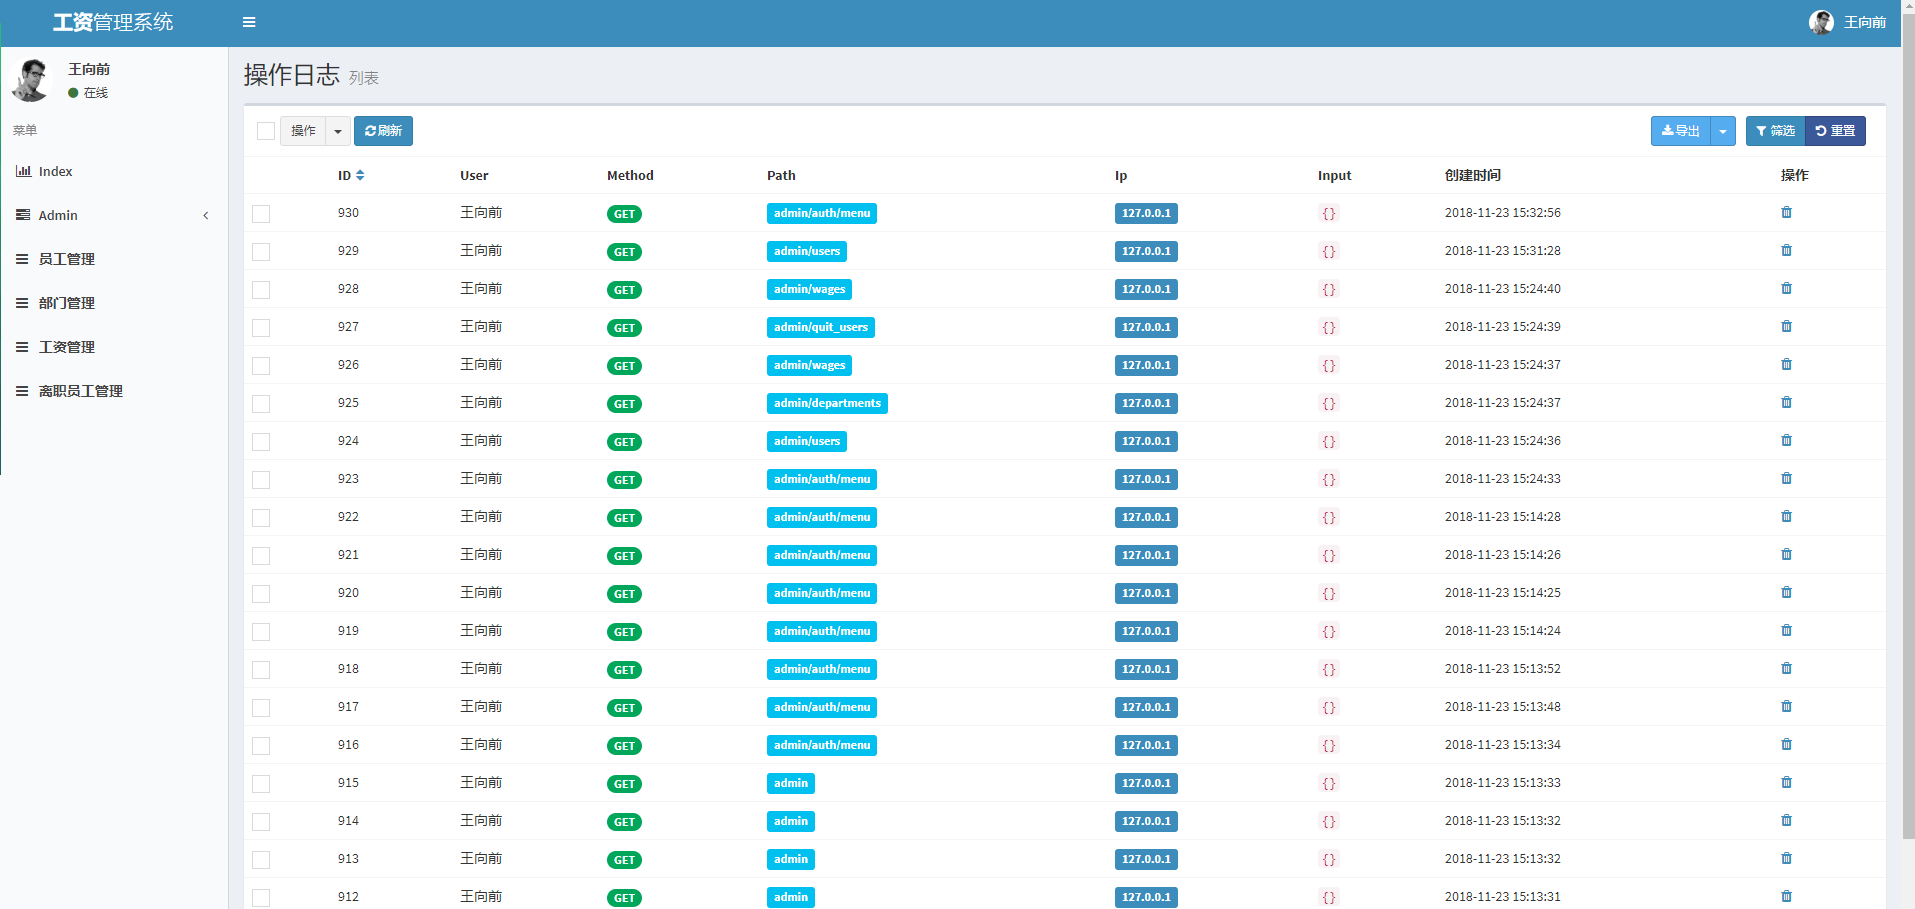 工资管理系统 王向前
王向前
在线
菜单
Index
Admin
员工管理
部门管理
工资管理
离职员工管理
操作日志 列表
操作 刷新 导出 筛选 重置
ID User Method Path Ip Input 创建时间 操作
930 王向前 GET admin/auth/menu 127.0.0.1 {} 2018-11-23 15:32:56
929 王向前 GET admin/users 127.0.0.1 {} 2018-11-23 15:31:28
928 王向前 GET admin/wages 127.0.0.1 {} 2018-11-23 15:24:40
927 王向前 GET admin/quit_users 127.0.0.1 {} 2018-11-23 15:24:39
926 王向前 GET admin/wages 127.0.0.1 {} 2018-11-23 15:24:37
925 王向前 GET admin/departments 127.0.0.1 {} 2018-11-23 15:24:37
924 王向前 GET admin/users 127.0.0.1 {} 2018-11-23 15:24:36
923 王向前 GET admin/auth/menu 127.0.0.1 {} 2018-11-23 15:24:33
922 王向前 GET admin/auth/menu 127.0.0.1 {} 2018-11-23 15:14:28
921 王向前 GET admin/auth/menu 127.0.0.1 {} 2018-11-23 15:14:26
920 王向前 GET admin/auth/menu 127.0.0.1 {} 2018-11-23 15:14:25
919 王向前 GET admin/auth/menu 127.0.0.1 {} 2018-11-23 15:14:24
918 王向前 GET admin/auth/menu 127.0.0.1 {} 2018-11-23 15:13:52
917 王向前 GET admin/auth/menu 127.0.0.1 {} 2018-11-23 15:13:48
916 王向前 GET admin/auth/menu 127.0.0.1 {} 2018-11-23 15:13:34
915 王向前 GET admin 127.0.0.1 {} 2018-11-23 15:13:33
914 王向前 GET admin 127.0.0.1 {} 2018-11-23 15:13:32
913 王向前 GET admin 127.0.0.1 {} 2018-11-23 15:13:32
912 王向前 GET admin 127.0.0.1 {} 2018-11-23 15:13:31